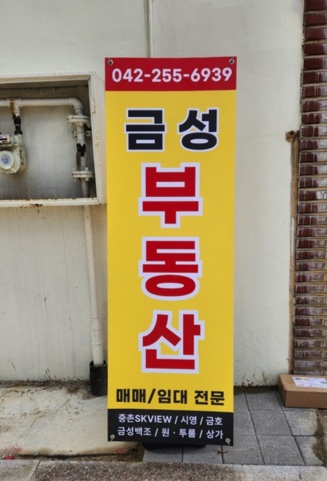 042-255-6939
금성
부
동
산
매매/임대 전문
중촌SKVIEW / 시영 / 금호
금성백조 / 원 · 투룸 / 상가